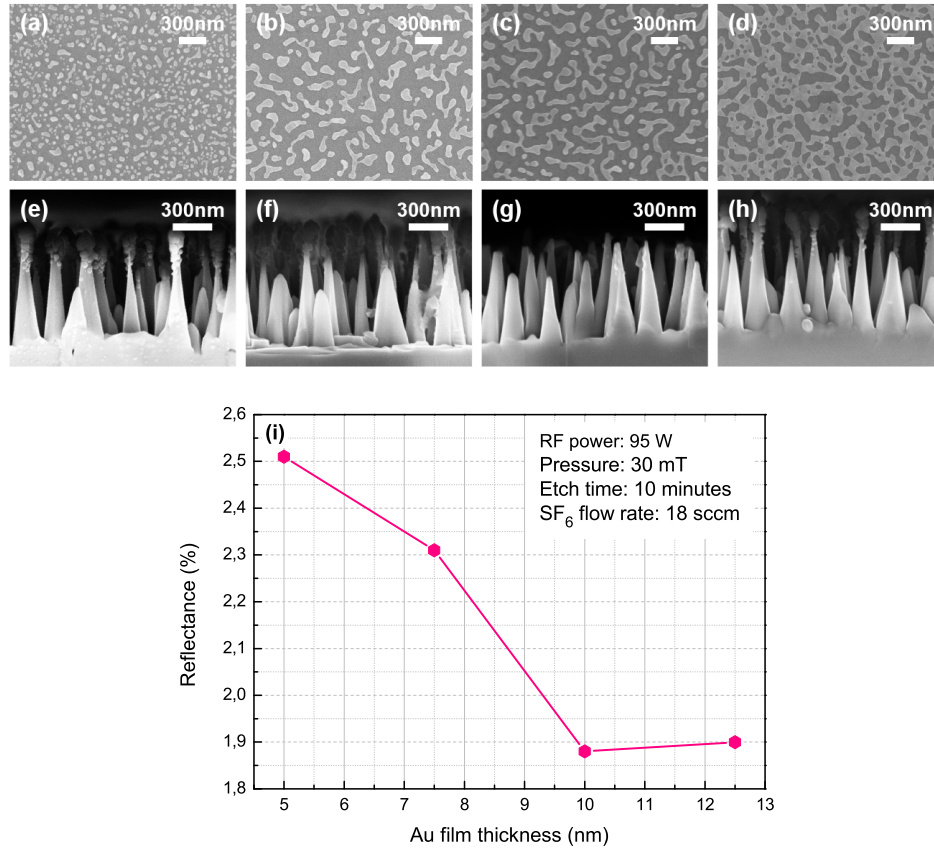 (a) 300nm
(b) 300nm
(c) 300nm
(d) 300nm
(e) 300nm
(f) 300nm
(g) 300nm
(h) 300nm
(i)
RF power: 95 W
Pressure: 30 mT
Etch time: 10 minutes
SF6 flow rate: 18 sccm
Reflectance (%)
2,6
2,5
2,4
2,3
2,2
2,1
2,0
1,9
1,8
5 6 7 8 9 10 11 12 13
Au film thickness (nm)